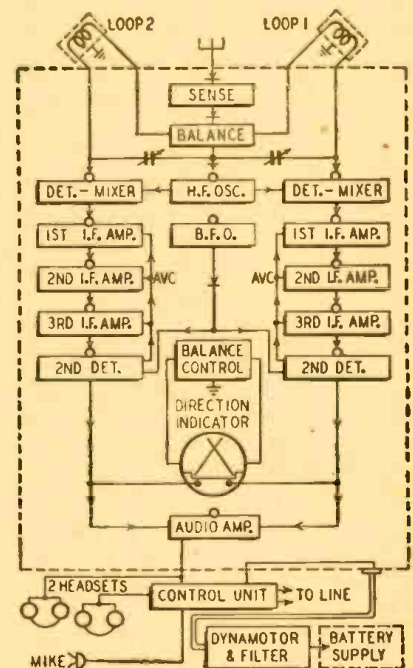 LOOP 2 LOOP 1
SENSE
BALANCE
DET.-MIXER H.F. OSC. DET.-MIXER
1ST I.F. AMP. B.F.O. 1ST I.F. AMP.
2ND I.F. AMP. AVC AVC 2ND I.F. AMP.
3RD I.F. AMP. 3RD I.F. AMP.
2ND DET. BALANCE CONTROL 2ND DET.
DIRECTION
INDICATOR
AUDIO AMP.
2 HEADSETS
CONTROL UNIT TO LINE
MIKE
DYNAMOTOR & FILTER
BATTERY SUPPLY